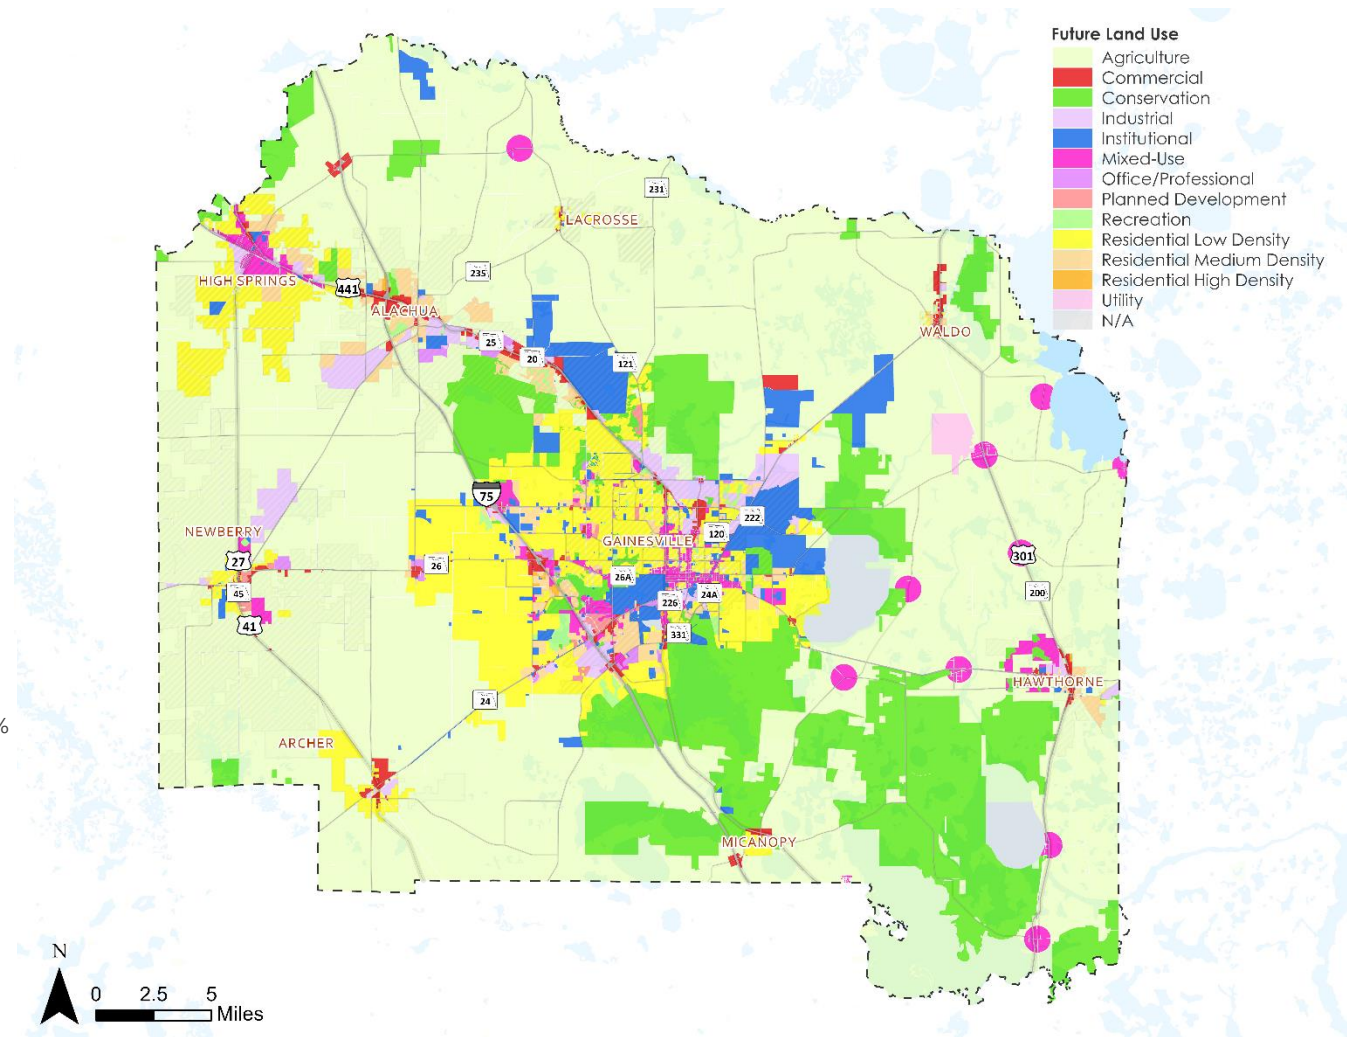 Future Land Use
Agriculture
Commercial
Conservation
Industrial
Institutional
Mixed-Use
Office/Professional
Planned Development
Recreation
Residential Low Density
Residential Medium Density
Residential High Density
Utility
N/A
231
LACROSSE
235
HIGH SPRINGS
441
ALACHUA
WALDO
25
20
121
75
222
NEWBERRY
120
GAINESVILLE
27
26
301
26A
45
226
24A
200
41
331
HAWTHORNE
24
%
ARCHER
MICANOPY
N
0 2.5 5
Miles